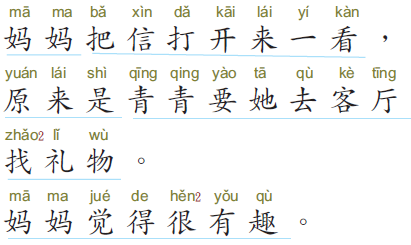 mā ma bǎ xìn dǎ kāi lái yí kàn
妈妈把信打开来一看，
yuán lái shì qīng qing yào tā qù kè tīng
原来是青青要她去客厅
zhǎo2 lǐ wù
找礼物。
mā ma jué de hěn2 yǒu qù
妈妈觉得很有趣。